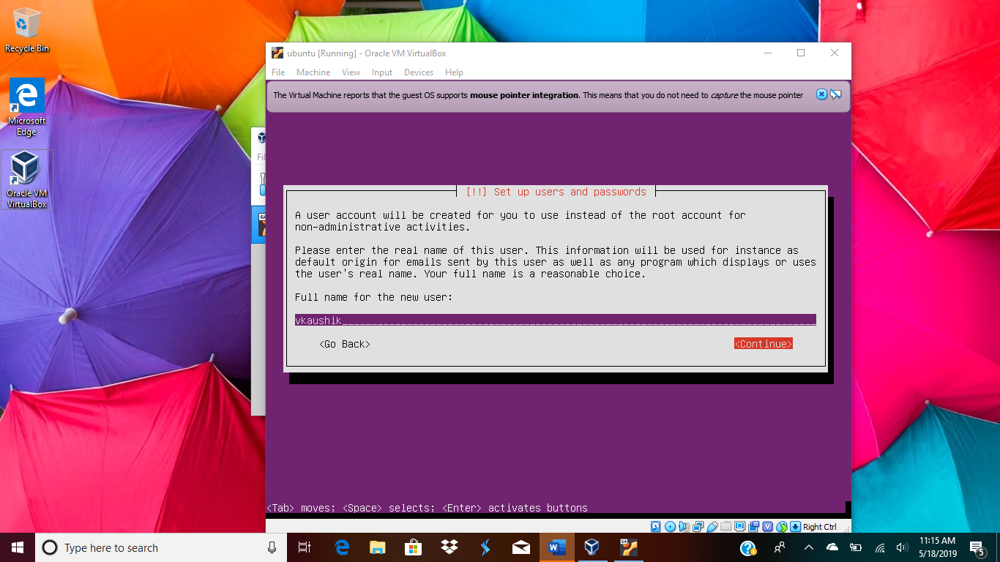 Recycle Bin
Microsoft
Edge
Oracle VM
VirtualBox
ubuntu [Running] - Oracle VM VirtualBox
File Machine View Input Devices Help
The Virtual Machine reports that the guest OS supports mouse pointer integration. This means that you do not need to capture the mouse pointer
[!!] Set up users and passwords
A user account will be created for you to use instead of the root account for
non-administrative activities.
Please enter the real name of this user. This information will be used for instance as
default origin for emails sent by this user as well as any program which displays or uses
the user's real name. Your full name is a reasonable choice.
Full name for the new user:
vkaushik
<Go Back> <Continue>
<Tab> moves; <Space> selects; <Enter> activates buttons
Right Ctrl
Type here to search
11:15 AM
5/18/2019
5